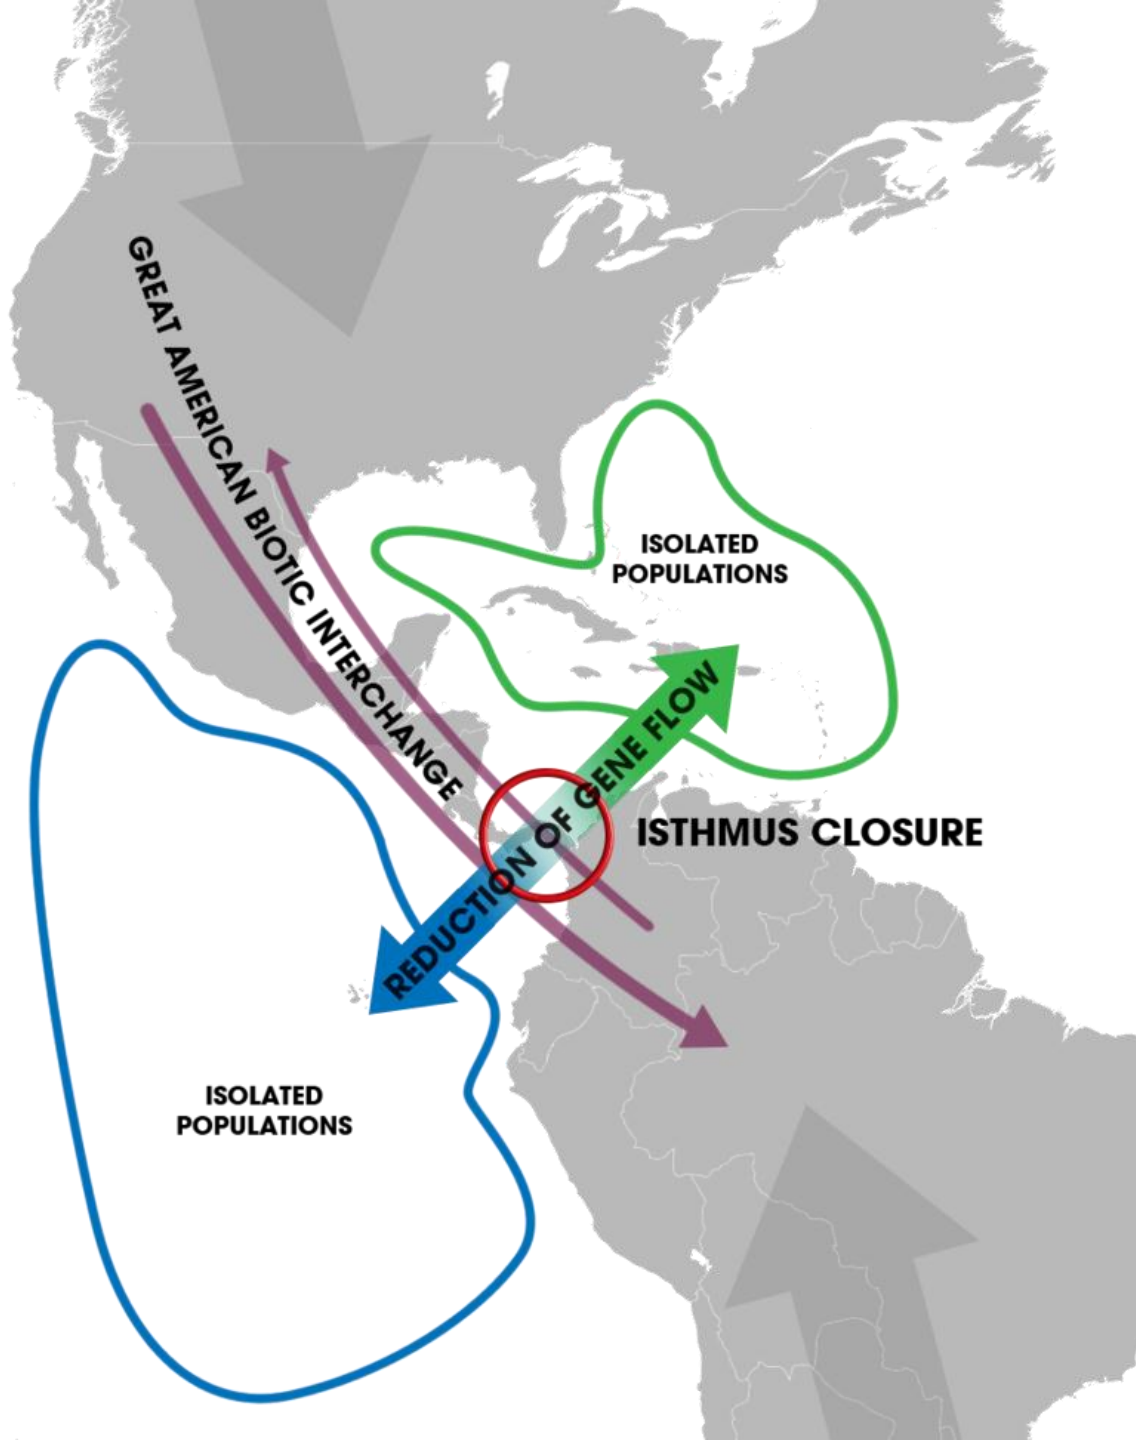 GREAT AMERICAN BIOTIC INTERCHANGE
ISOLATED
POPULATIONS
REDUCTION OF GENE FLOW
ISTHMUS CLOSURE
ISOLATED
POPULATIONS